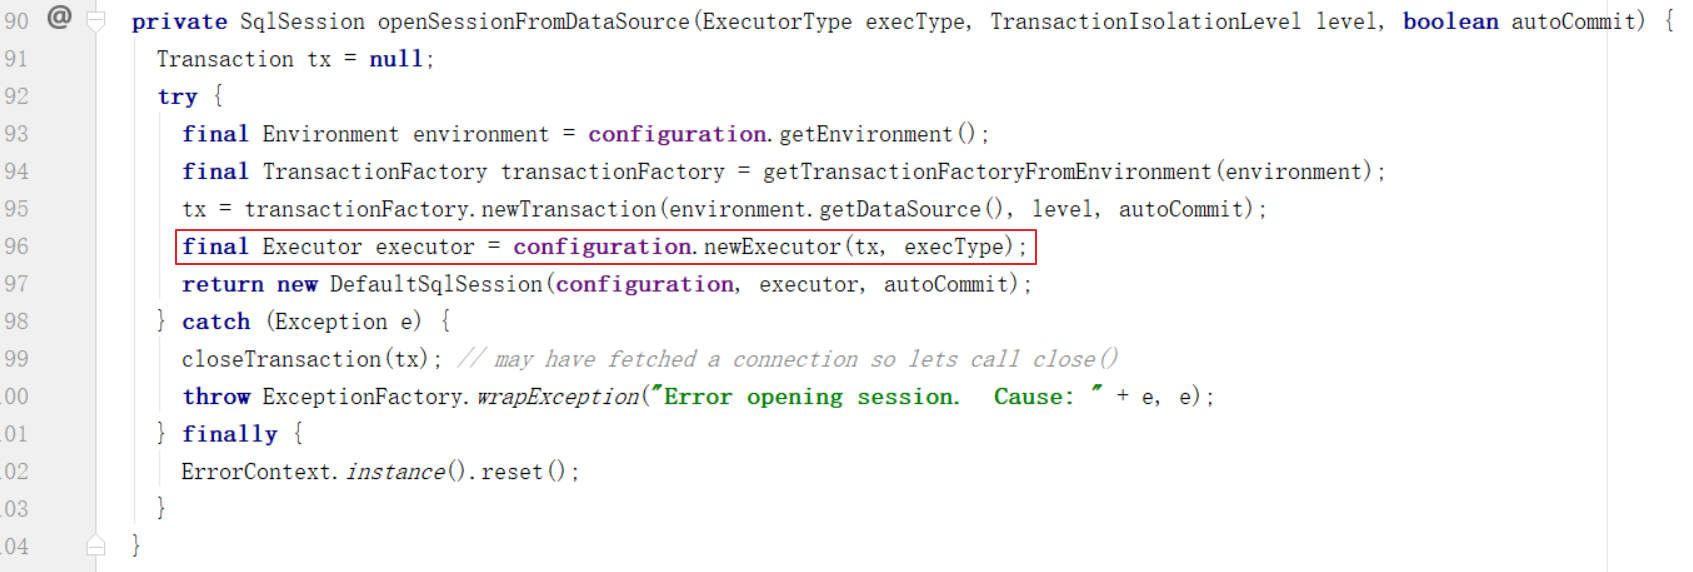 90 @ private SqlSession openSessionFromDataSource(ExecutorType execType, TransactionIsolationLevel level, boolean autoCommit) {
91 Transaction tx = null;
92 try {
93 final Environment environment = configuration.getEnvironment();
94 final TransactionFactory transactionFactory = getTransactionFactoryFromEnvironment(environment);
95 tx = transactionFactory.newTransaction(environment.getDataSource(), level, autoCommit);
96 final Executor executor = configuration.newExecutor(tx, execType);
97 return new DefaultSqlSession(configuration, executor, autoCommit);
98 } catch (Exception e) {
99 closeTransaction(tx); // may have fetched a connection so lets call close()
00 throw ExceptionFactory.wrapException("Error opening session.  Cause: " + e, e);
01 } finally {
02 ErrorContext.instance().reset();
03 }
04 }